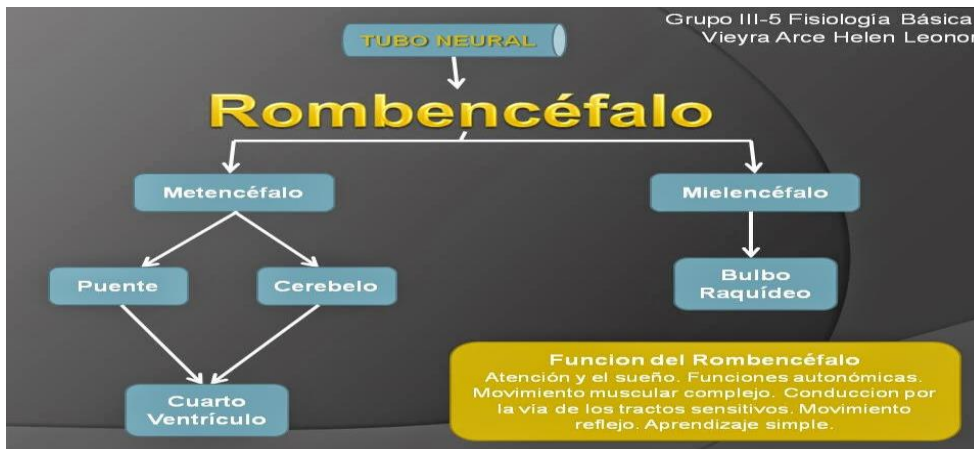 Grupo III-5 Fisiología Básica
Vieyra Arce Helen Leonor
TUBO NEURAL
Rombencéfalo
Metencéfalo
Mielencéfalo
Puente
Cerebelo
Bulbo
Raquídeo
Cuarto
Ventrículo
Funcion del Rombencéfalo
Atención y el sueño. Funciones autonómicas.
Movimiento muscular complejo. Conduccion por
la vía de los tractos sensitivos. Movimiento
reflejo. Aprendizaje simple.